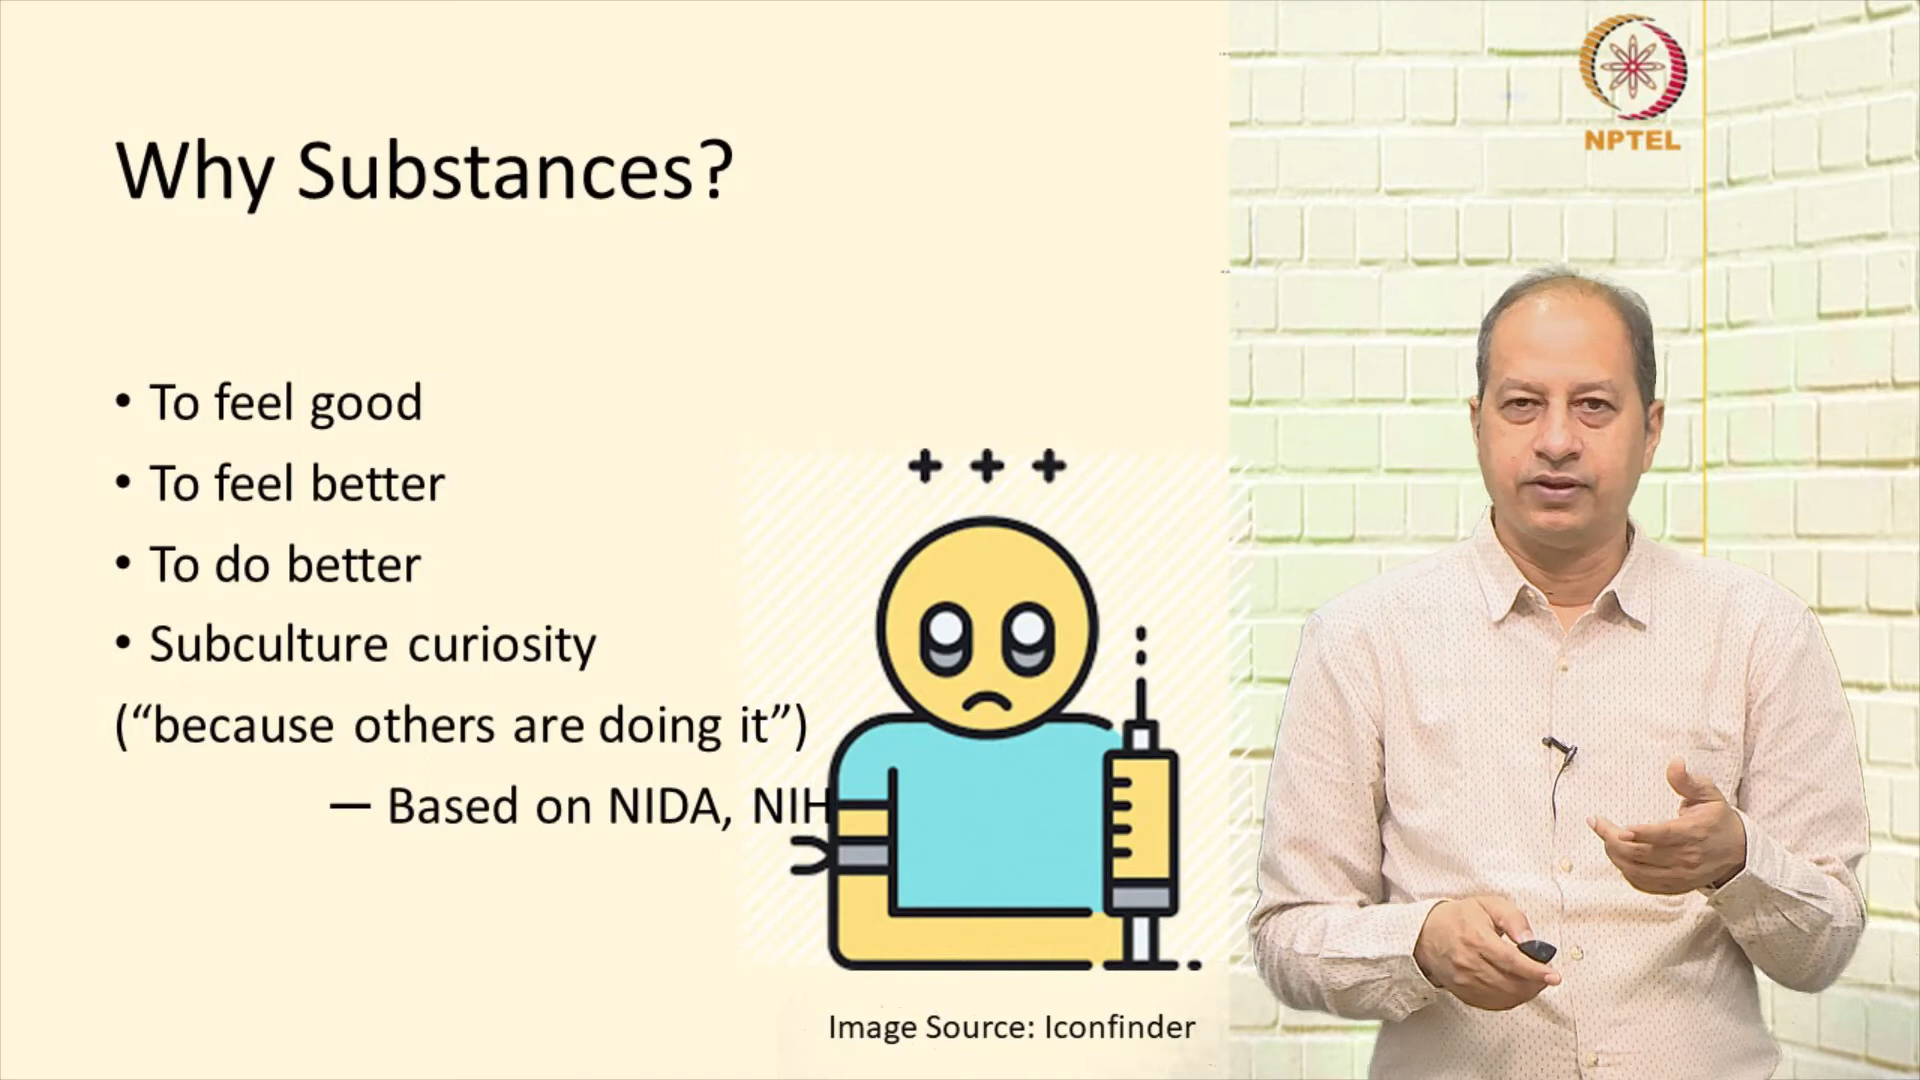 NPTEL
Why Substances?
• To feel good
• To feel better
• To do better
• Subculture curiosity
(“because others are doing it”)
— Based on NIDA, NIH
Image Source: Iconfinder